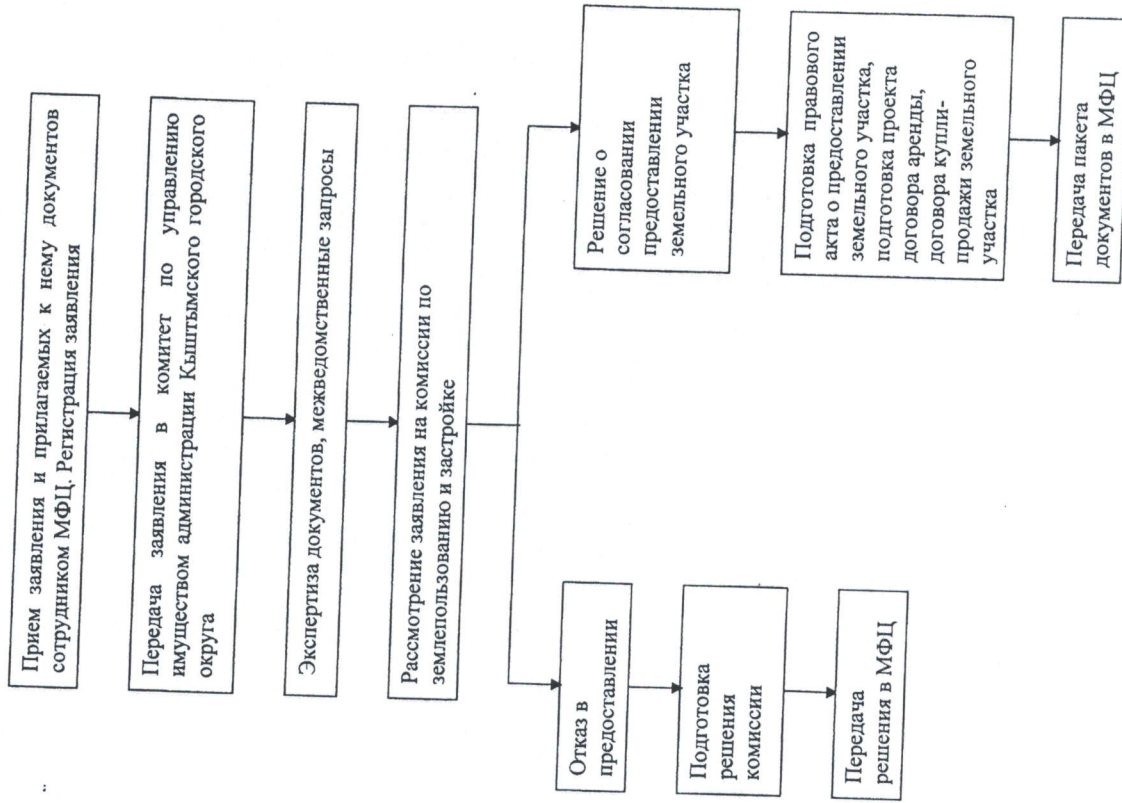 Прием заявления и прилагаемых к нему документов
сотрудником МФЦ. Регистрация заявления
Передача заявления в комитет по управлению
имуществом администрации Кыштымского городского
округа
Экспертиза документов, межведомственные запросы
Рассмотрение заявления на комиссии по
землепользованию и застройке
Отказ в
предоставлении
Подготовка
решения
комиссии
Передача
решения в МФЦ
Решение о
согласовании
предоставлении
земельного участка
Подготовка правового
акта о предоставлении
земельного участка,
подготовка проекта
договора аренды,
договора купли-
продажи земельного
участка
Передача пакета
документов в МФЦ